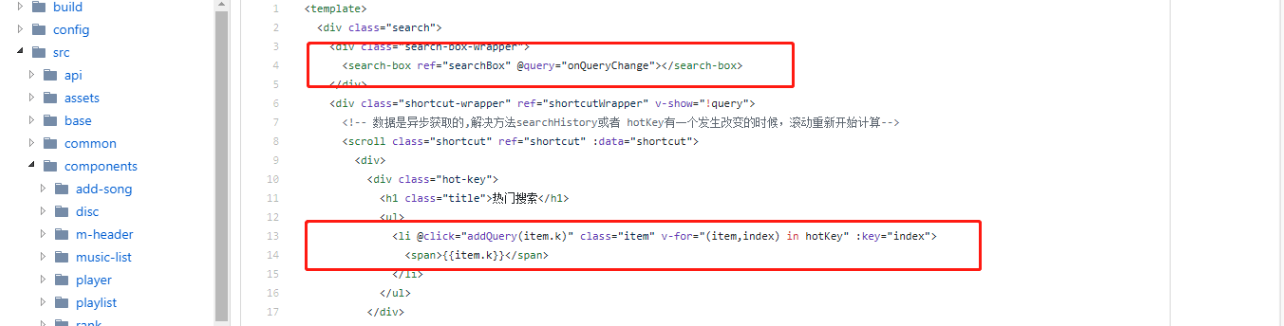 build
config
src
api
assets
base
common
components
add-song
disc
m-header
music-list
player
playlist
rank
1 <template>
2 <div class="search">
3 <div class="search-box-wrapper">
4 <search-box ref="searchBox" @query="onQueryChange"></search-box>
5 </div>
6 <div class="shortcut-wrapper" ref="shortcutWrapper" v-show="!query">
7 <!-- 数据是异步获取的,解决方法searchHistory或者 hotKey有一个发生改变的时候，滚动重新开始计算-->
8 <scroll class="shortcut" ref="shortcut" :data="shortcut">
9 <div>
10 <div class="hot-key">
11 <h1 class="title">热门搜索</h1>
12 <ul>
13 <li @click="addQuery(item.k)" class="item" v-for="(item,index) in hotKey" :key="index">
14 <span>{{item.k}}</span>
15 </li>
16 </ul>
17 </div>